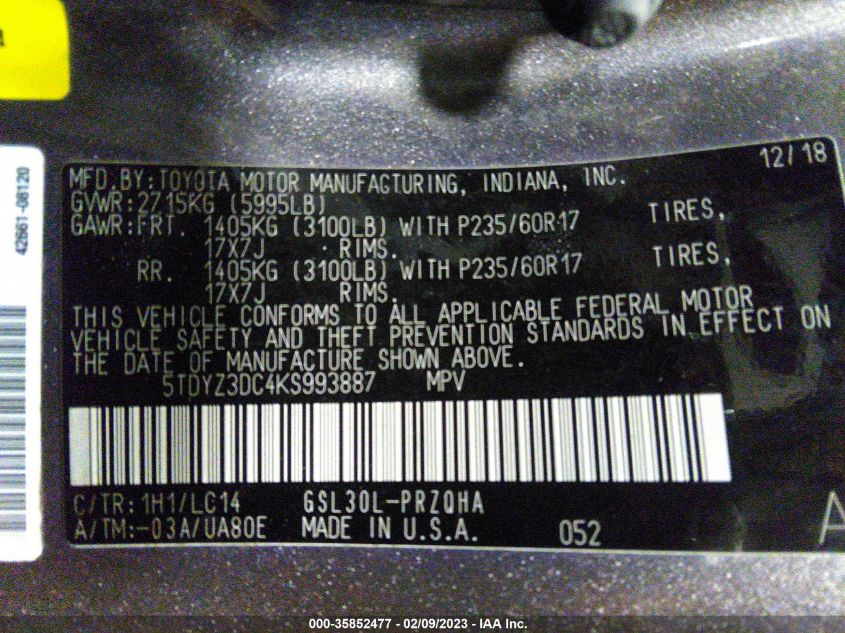 12/18
MFD.BY:TOYOTA MOTOR MANUFACTURING, INDIANA, INC.
GVWR:2715KG (5995LB)
GAWR:FRT. 1405KG (3100LB) WITH P235/60R17 TIRES,
17X7J RIMS.
RR. 1405KG (3100LB) WITH P235/60R17 TIRES,
17X7J RIMS.
THIS VEHICLE CONFORMS TO ALL APPLICABLE FEDERAL MOTOR
VEHICLE SAFETY AND THEFT PREVENTION STANDARDS IN EFFECT ON
THE DATE OF MANUFACTURE SHOWN ABOVE.
5TDYZ3DC4KS993887 MPV
C/TR:1H1/LC14 GSL30L-PRZQHA
A/TM:-03A/UA80E MADE IN U.S.A. 052
A
42661-08120
000-35852477 - 02/09/2023 - IAA Inc.